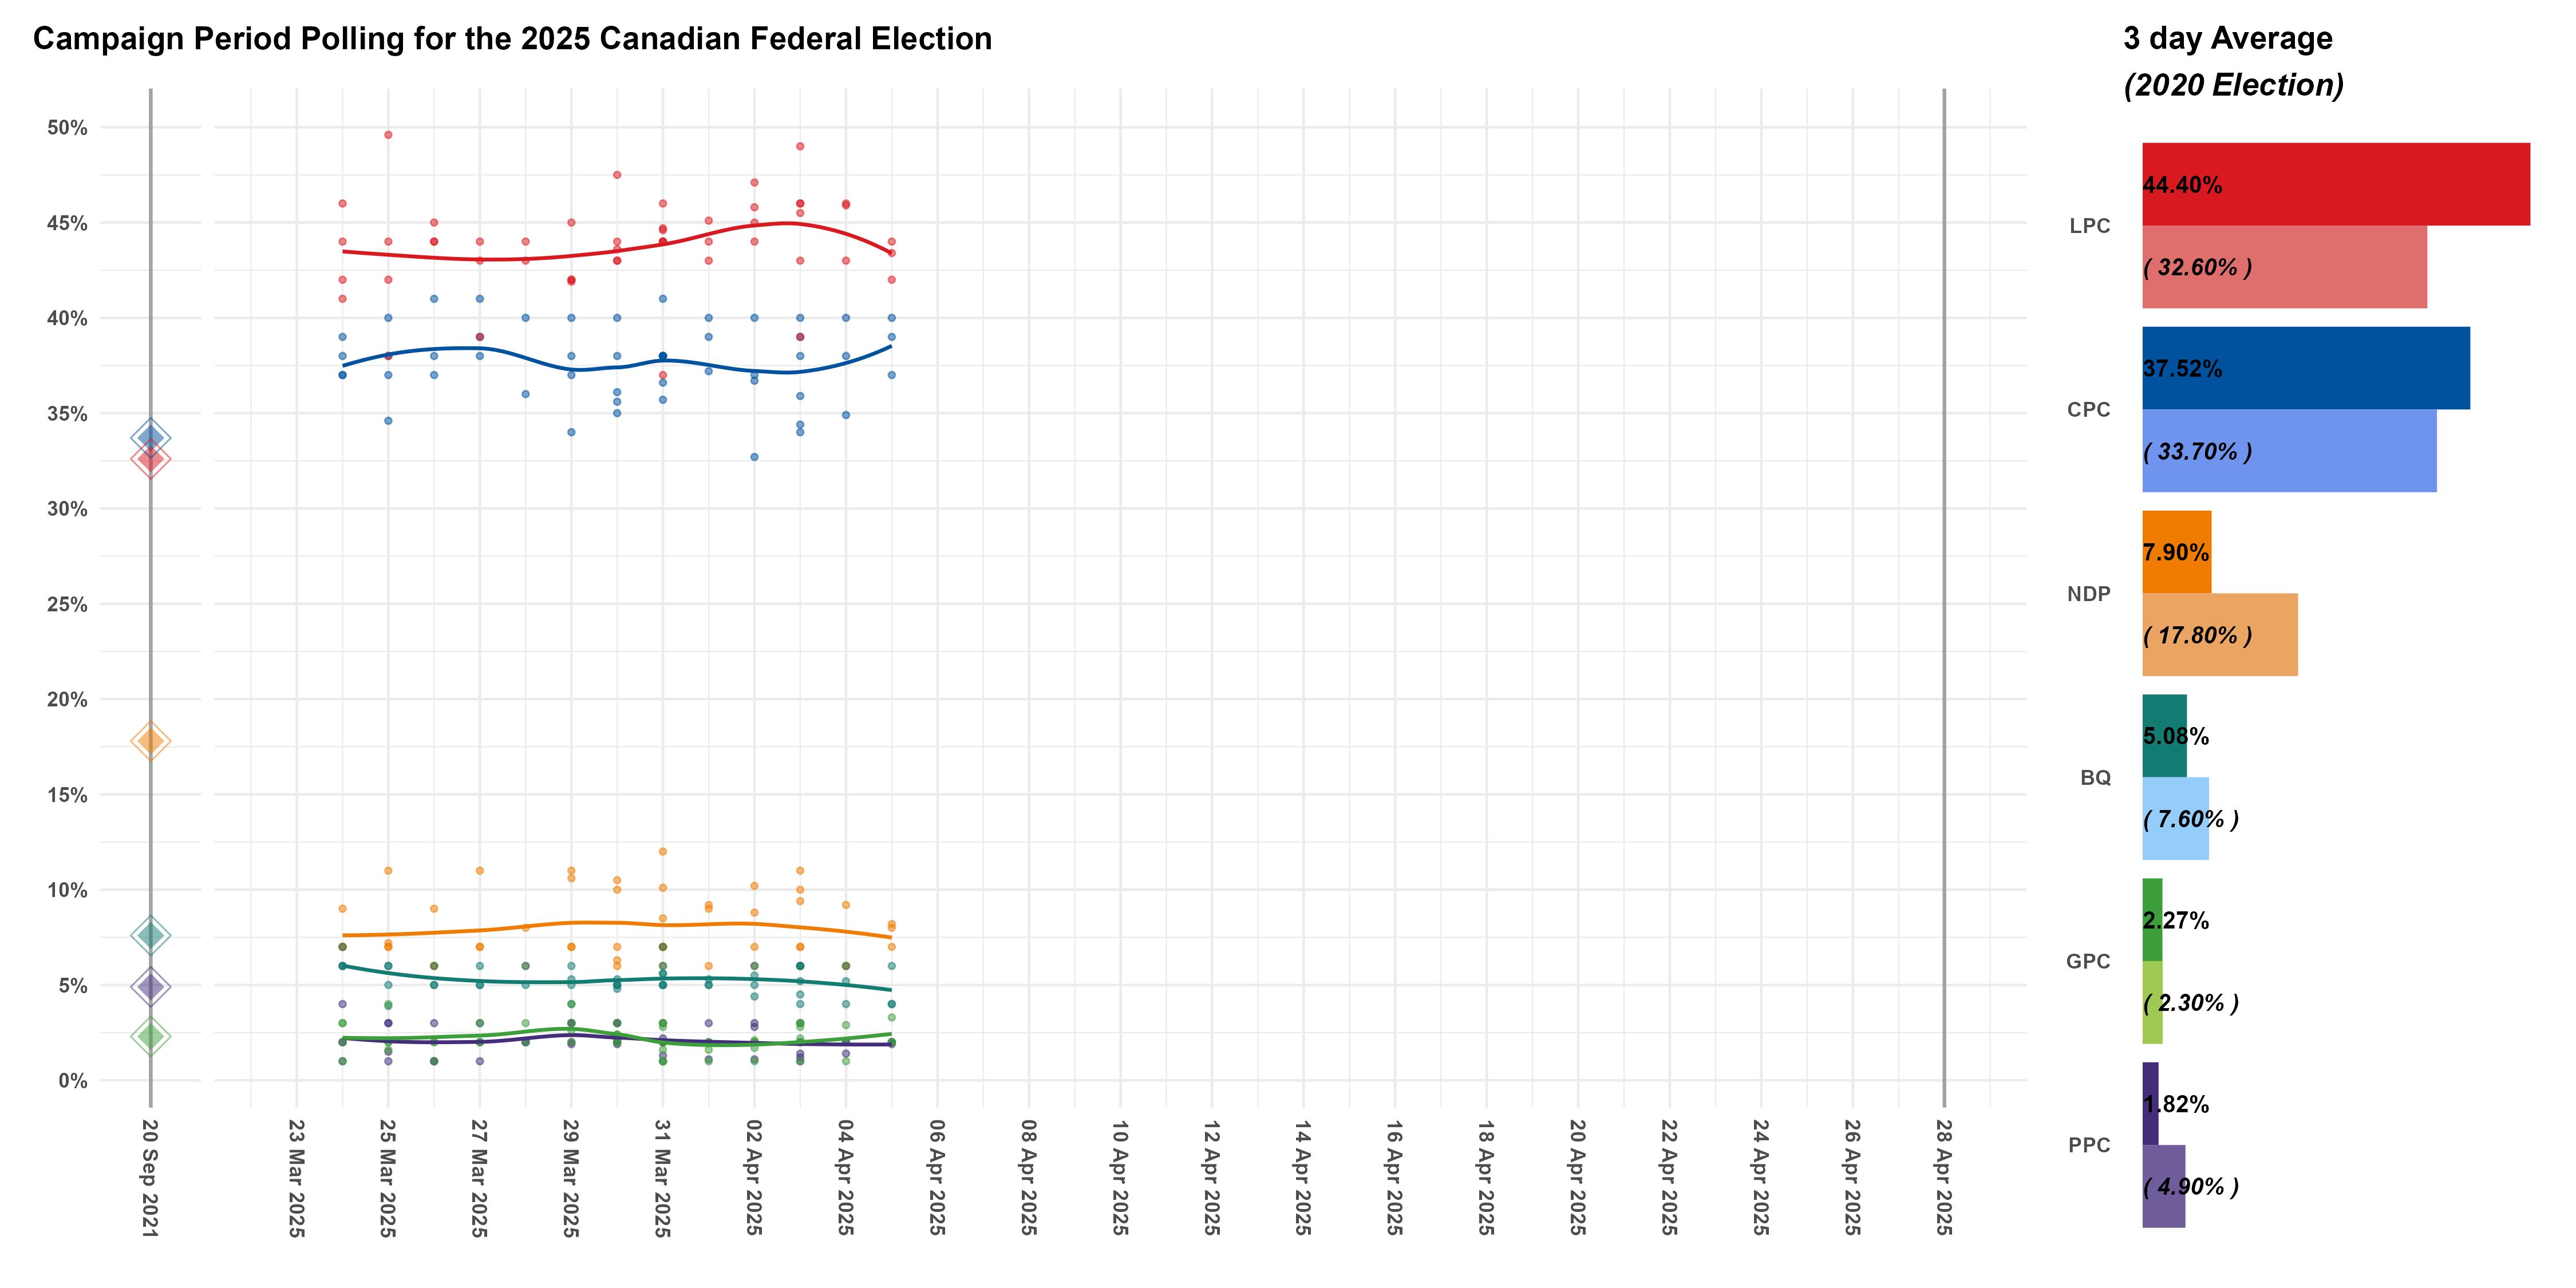 Campaign Period Polling for the 2025 Canadian Federal Election
50%
45%
40%
35%
30%
25%
20%
15%
10%
5%
0%
20 Sep 2021
23 Mar 2025
25 Mar 2025
27 Mar 2025
29 Mar 2025
31 Mar 2025
02 Apr 2025
04 Apr 2025
06 Apr 2025
08 Apr 2025
10 Apr 2025
12 Apr 2025
14 Apr 2025
16 Apr 2025
18 Apr 2025
20 Apr 2025
22 Apr 2025
24 Apr 2025
26 Apr 2025
28 Apr 2025
3 day Average
(2020 Election)
LPC
44.40%
( 32.60% )
CPC
37.52%
( 33.70% )
NDP
7.90%
( 17.80% )
BQ
5.08%
( 7.60% )
GPC
2.27%
( 2.30% )
PPC
1.82%
( 4.90% )